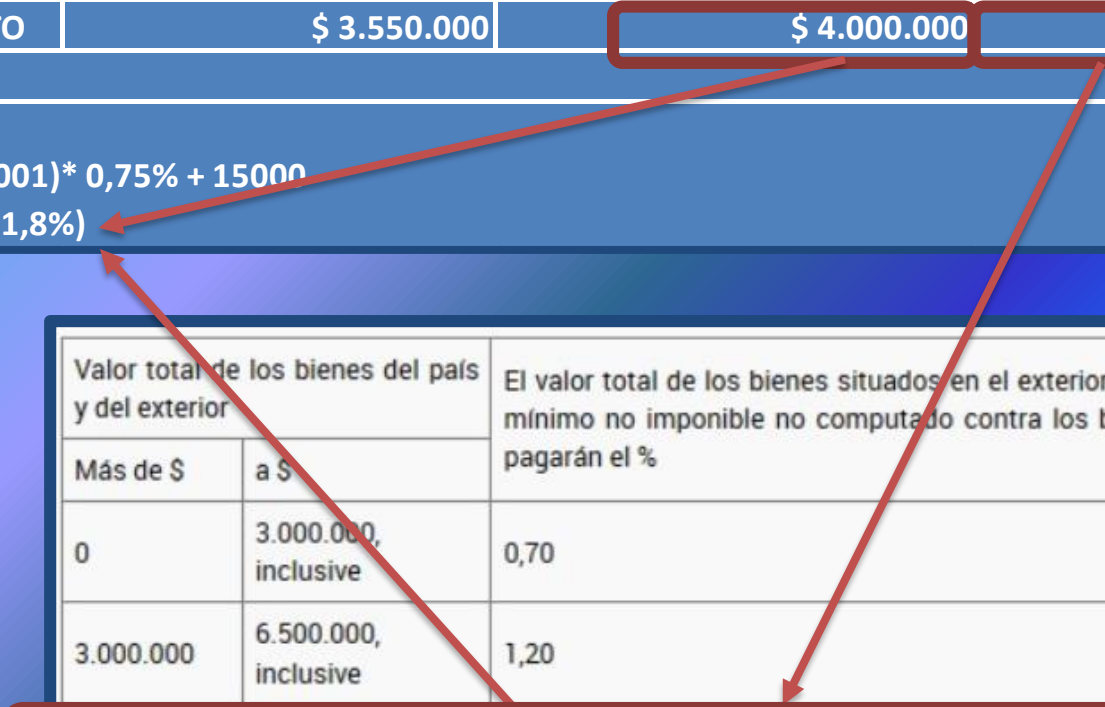 TO $ 3.550.000 $ 4.000.000
001)* 0,75% + 15000
1,8%)
Valor total de los bienes del país
y del exterior
El valor total de los bienes situados en el exterior
mínimo no imponible no computado contra los b
pagarán el %
Más de $ a $
0 3.000.000,
inclusive 0,70
3.000.000 6.500.000,
inclusive 1,20